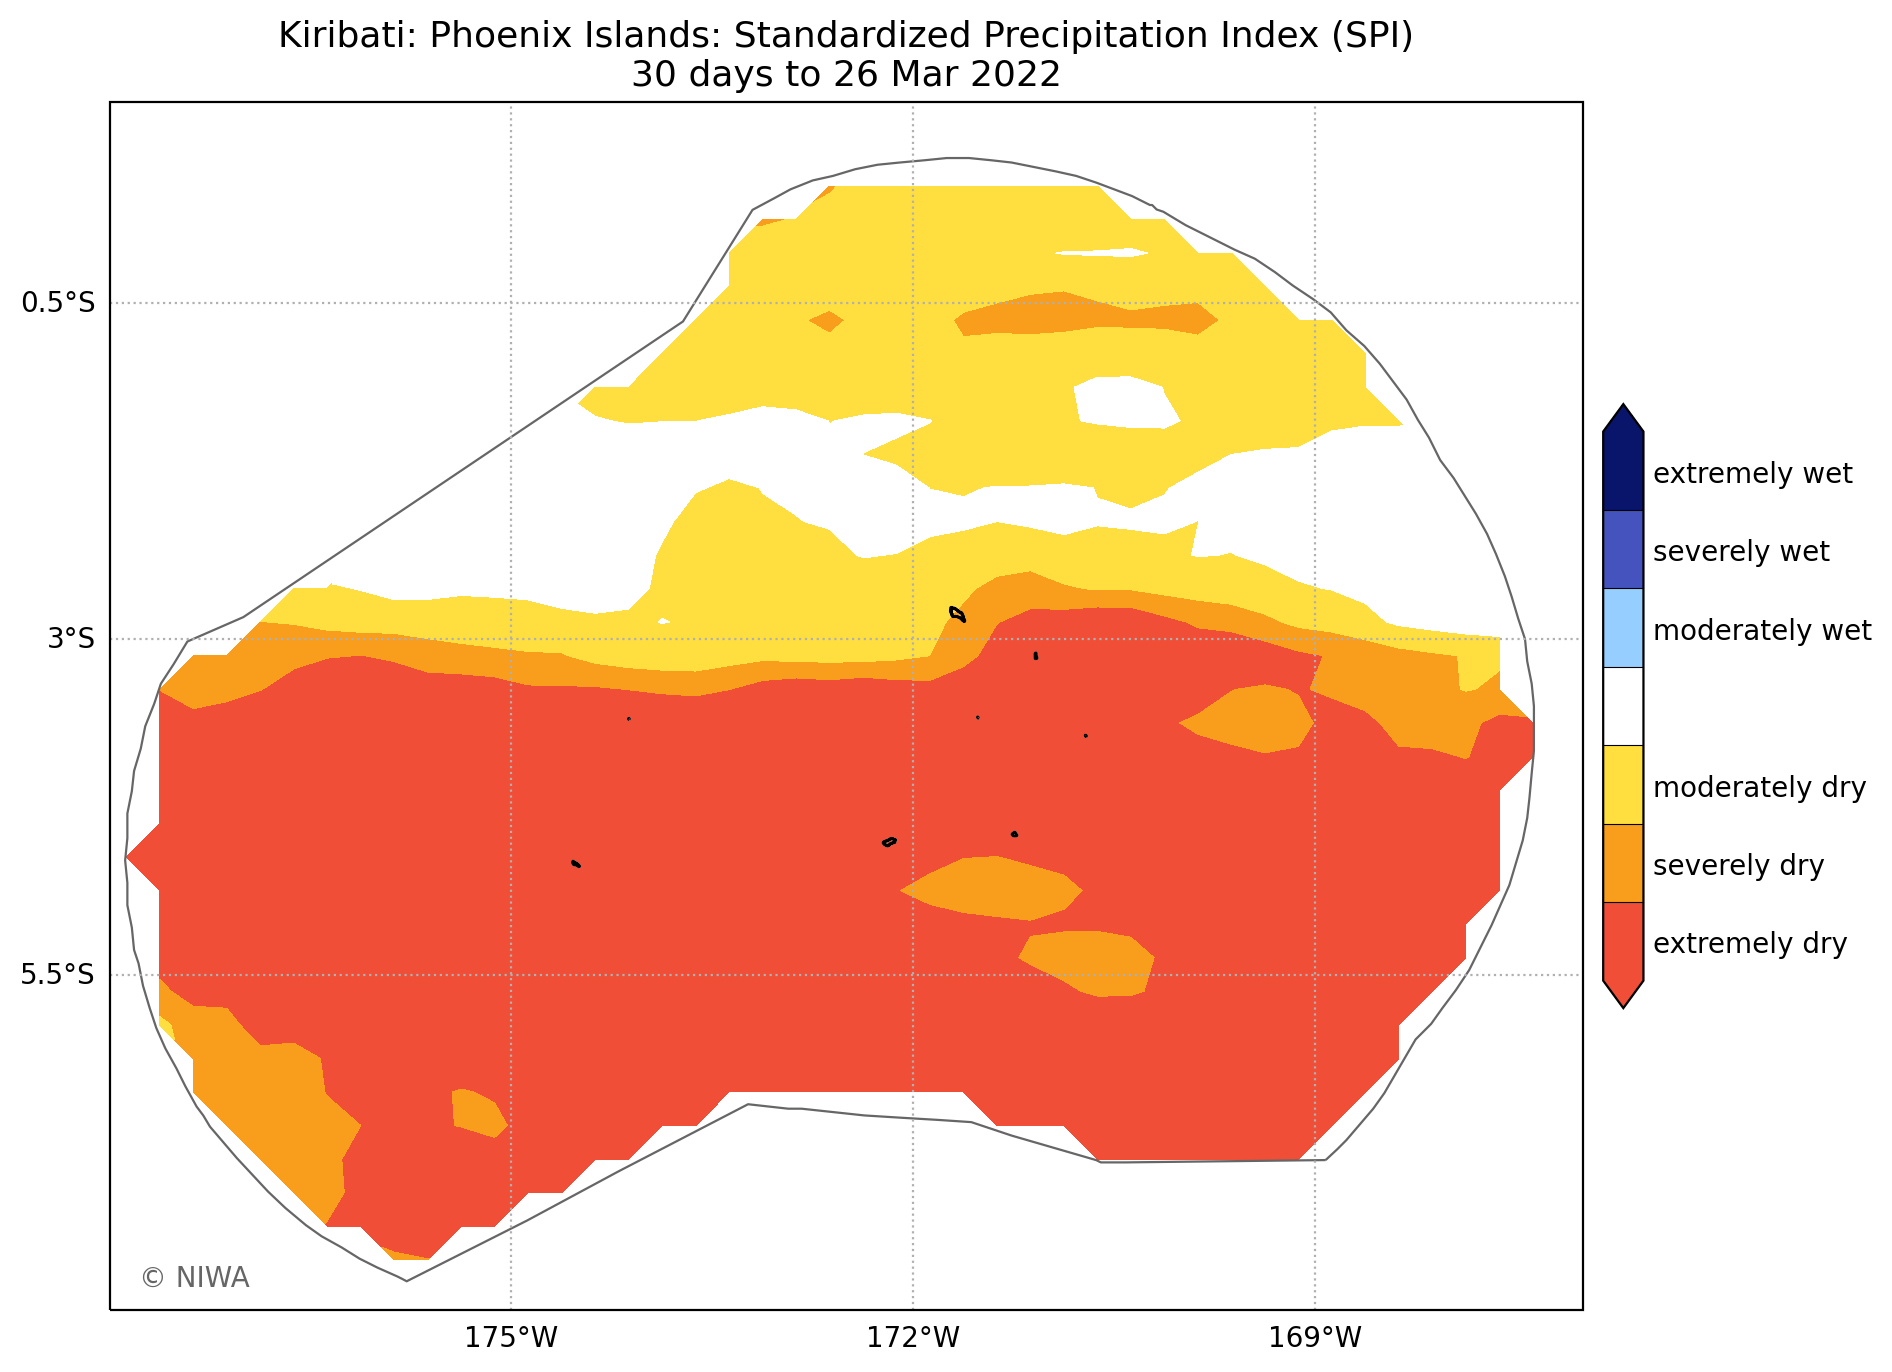 Kiribati: Phoenix Islands: Standardized Precipitation Index (SPI)
30 days to 26 Mar 2022
0.5°S
3°S
5.5°S
175°W
172°W
169°W
© NIWA
extremely wet
severely wet
moderately wet
moderately dry
severely dry
extremely dry